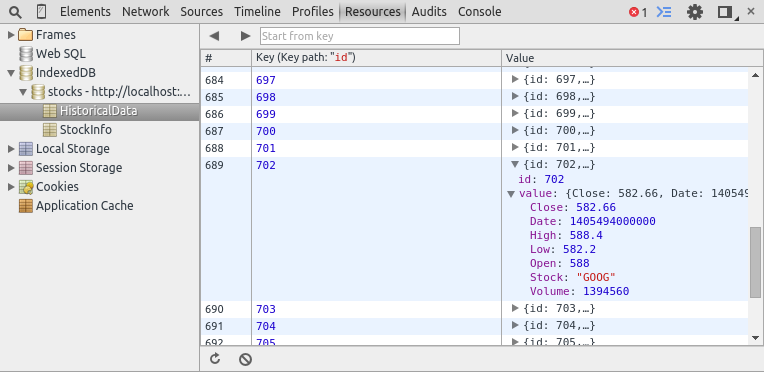 Elements Network Sources Timeline Profiles Resources Audits Console 1
Frames
Web SQL
IndexedDB
stocks - http://localhost:...
HistoricalData
StockInfo
Local Storage
Session Storage
Cookies
Application Cache
Start from key
# Key (Key path: "id") Value
684 697 {id: 697,…}
685 698 {id: 698,…}
686 699 {id: 699,…}
687 700 {id: 700,…}
688 701 {id: 701,…}
689 702 {id: 702,…}
id: 702
value: {Close: 582.66, Date: 140549
Close: 582.66
Date: 1405494000000
High: 588.4
Low: 582.2
Open: 588
Stock: "GOOG"
Volume: 1394560
690 703 {id: 703,…}
691 704 {id: 704,…}
692 705 {id: 705,…}